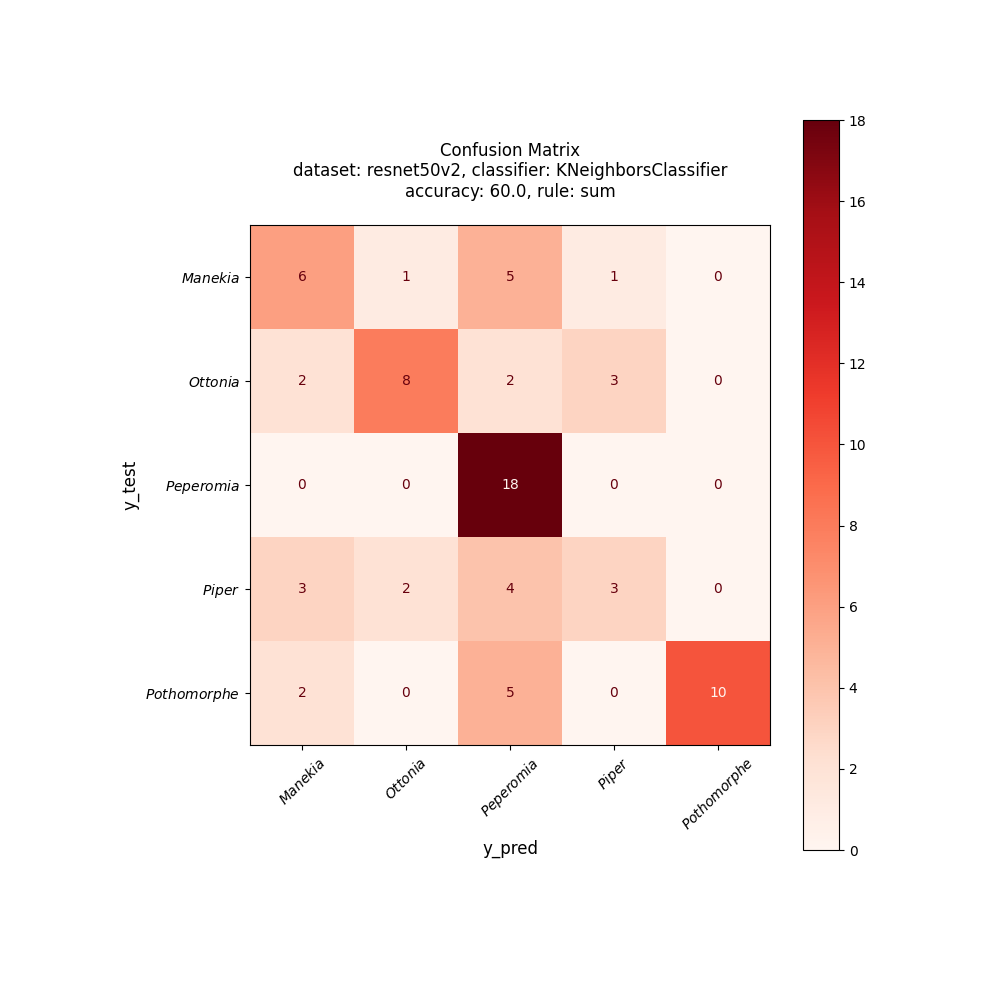 Confusion Matrix
dataset: resnet50v2, classifier: KNeighborsClassifier
accuracy: 60.0, rule: sum
18
16
14
12
10
8
6
4
2
0
y_test
Manekia 6 1 5 1 0
Ottonia 2 8 2 3 0
Peperomia 0 0 18 0 0
Piper 3 2 4 3 0
Pothomorphe 2 0 5 0 10
Manekia Ottonia Peperomia Piper Pothomorphe
y_pred